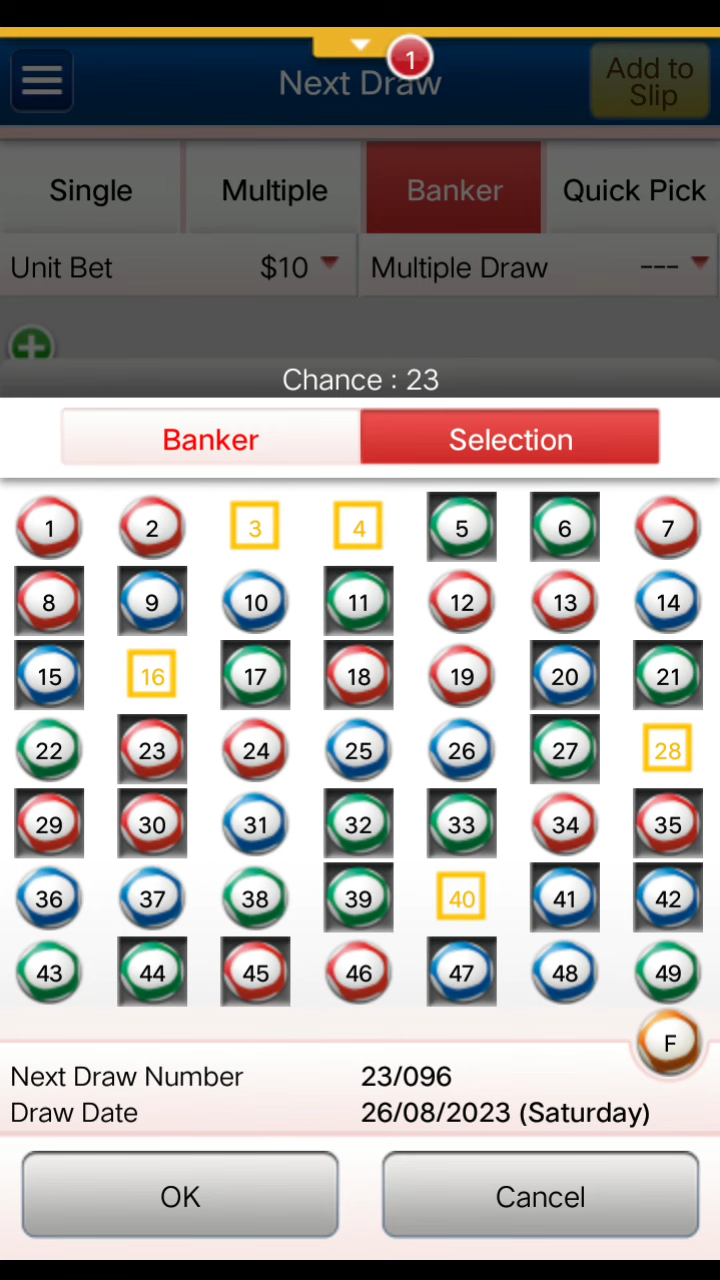 1
Next Draw
Add to
Slip
Single Multiple Banker Quick Pick
Unit Bet $10 Multiple Draw ---
Chance : 23
Banker Selection
1 2 3 4 5 6 7
8 9 10 11 12 13 14
15 16 17 18 19 20 21
22 23 24 25 26 27 28
29 30 31 32 33 34 35
36 37 38 39 40 41 42
43 44 45 46 47 48 49
F
Next Draw Number 23/096
Draw Date 26/08/2023 (Saturday)
OK Cancel